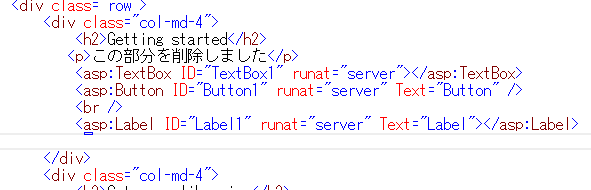 <div class="row">
<div class="col-md-4">
<h2>Getting started</h2>
<p>この部分を削除しました</p>
<asp:TextBox ID="TextBox1" runat="server"></asp:TextBox>
<asp:Button ID="Button1" runat="server" Text="Button" />
<br />
<asp:Label ID="Label1" runat="server" Text="Label"></asp:Label>
</div>
<div class="col-md-4">